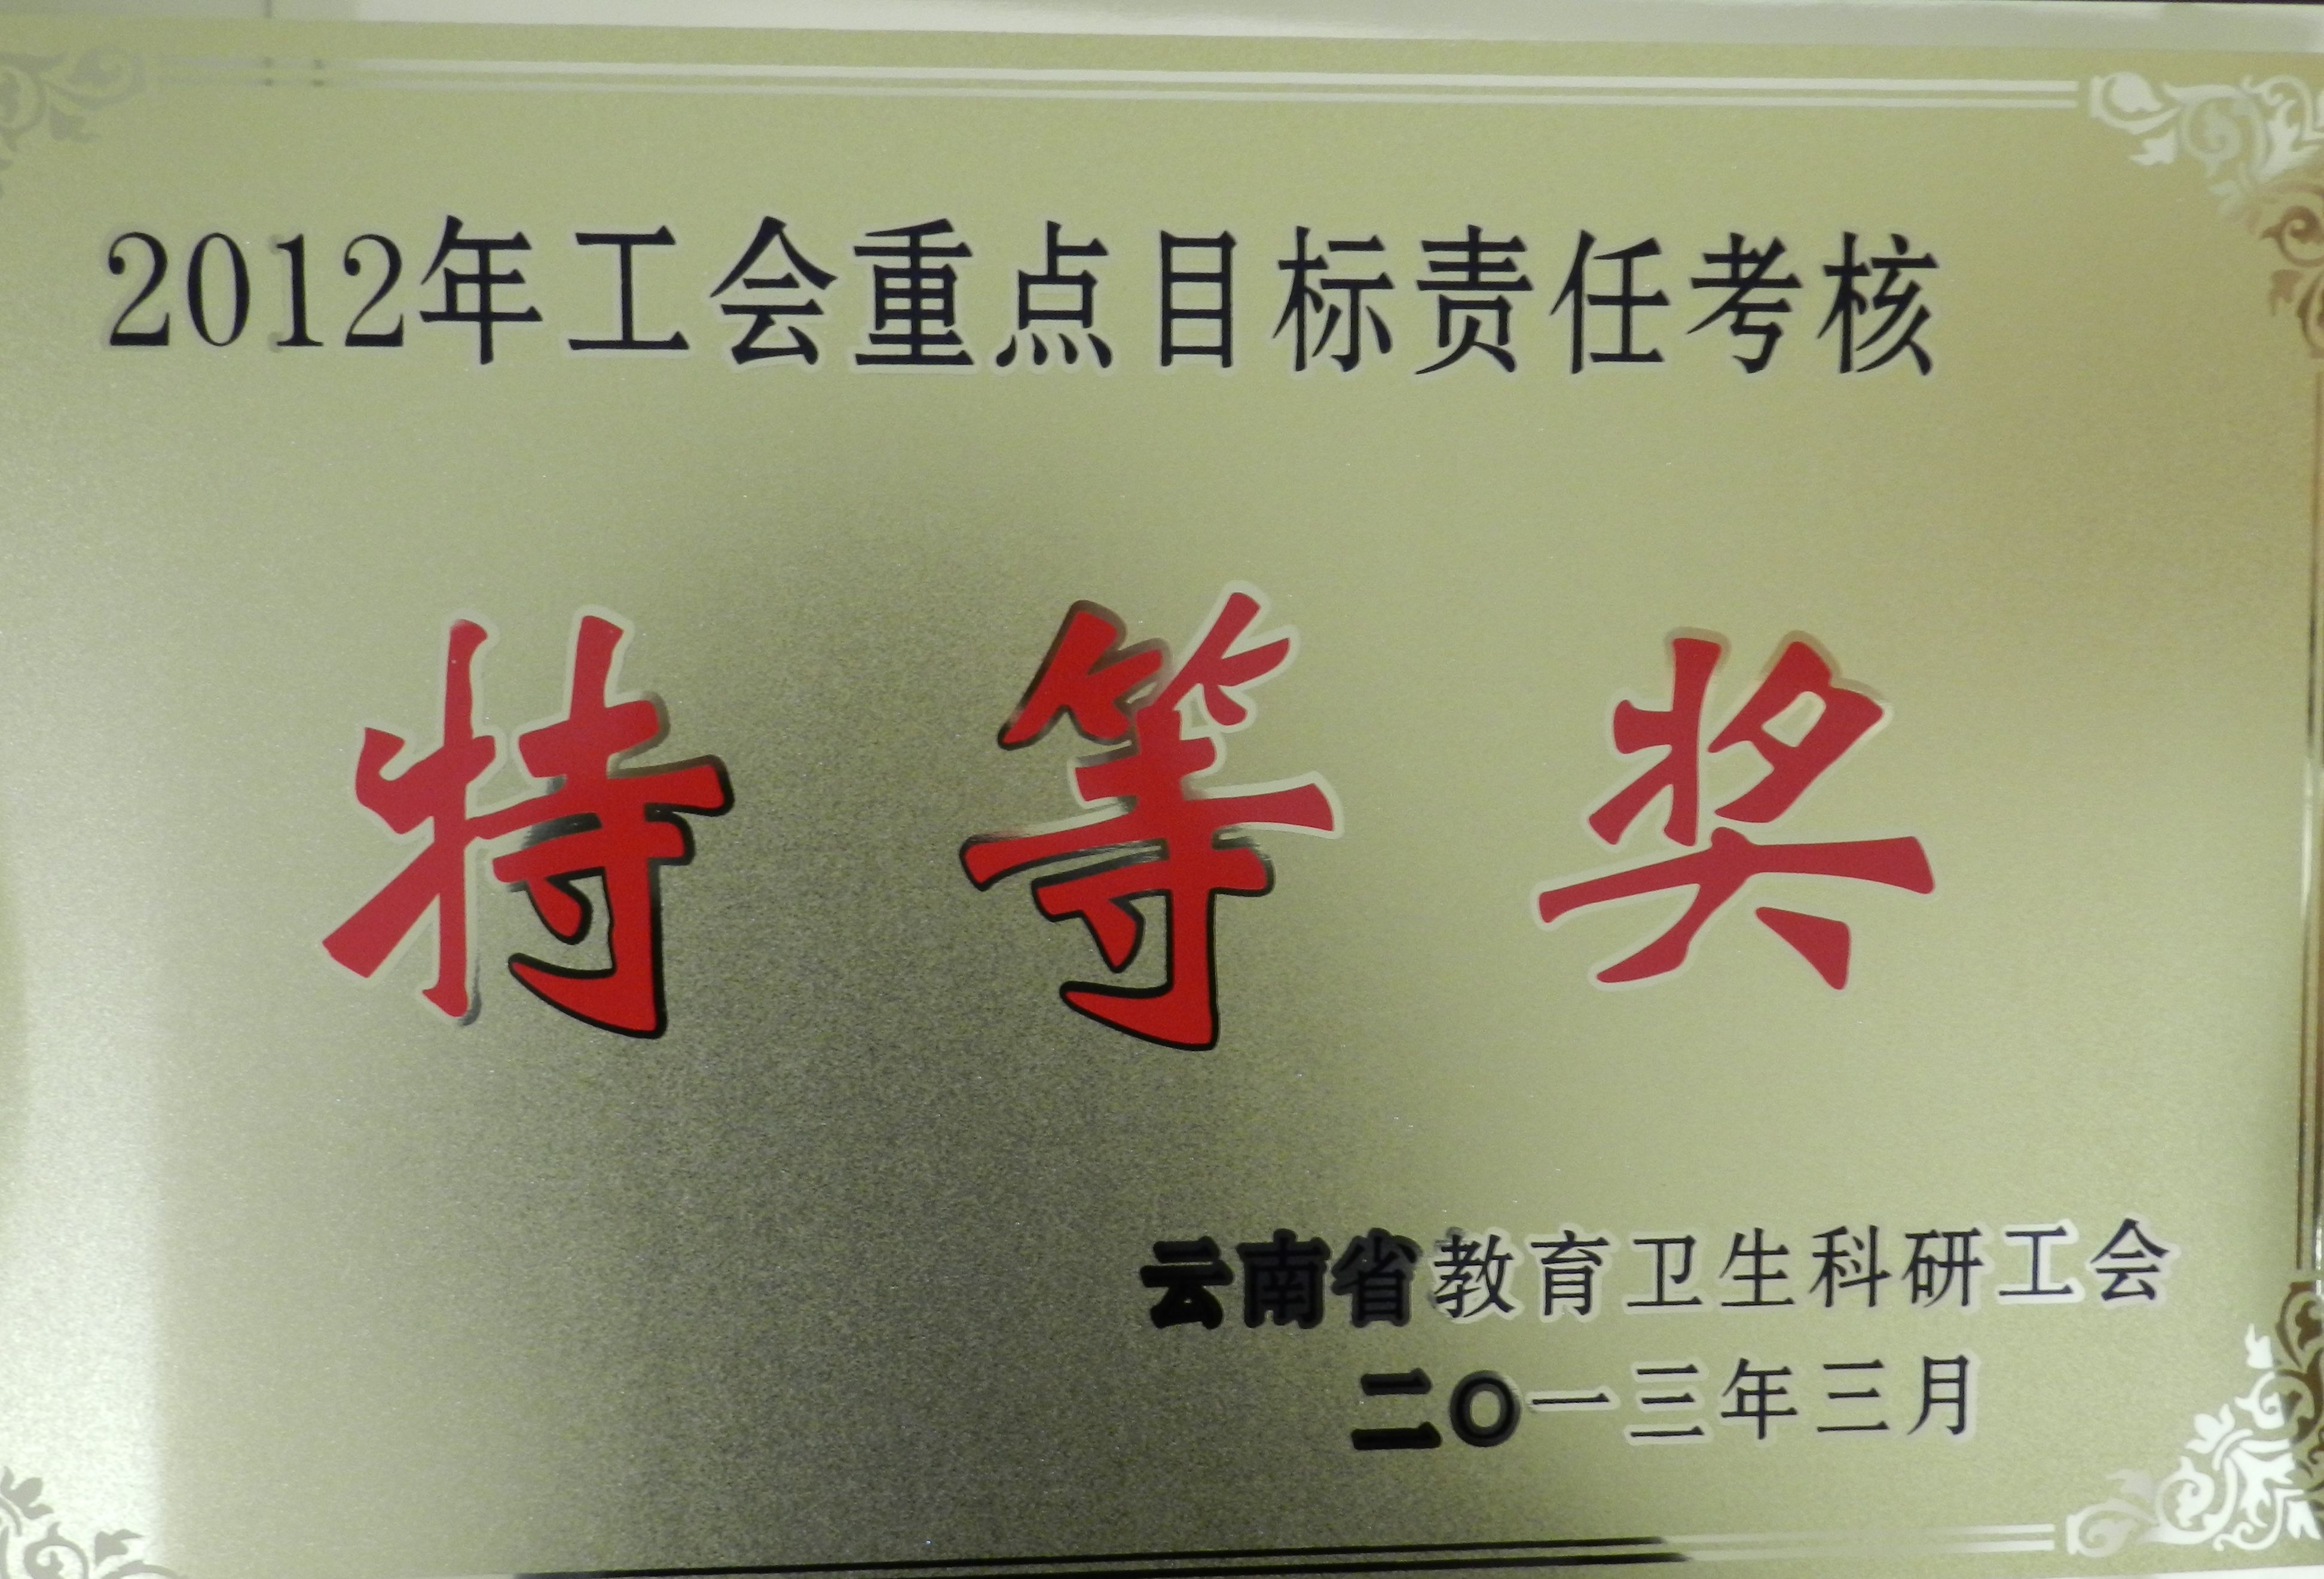 2012年工会重点目标责任考核
特等奖
云南省教育卫生科研工会
二〇一三年三月